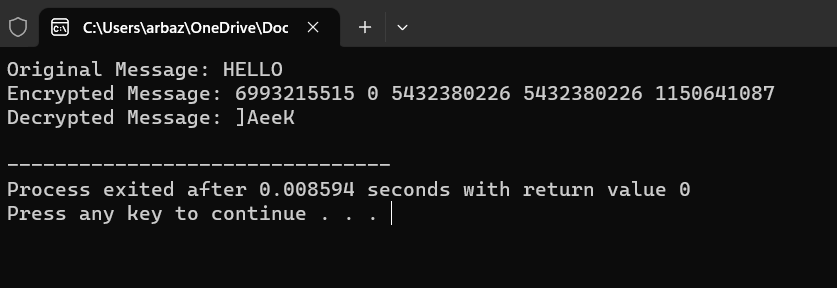 C:\Users\arbaz\OneDrive\Doc
Original Message: HELLO
Encrypted Message: 6993215515 0 5432380226 5432380226 1150641087
Decrypted Message: ]AeeK
--------------------------------
Process exited after 0.008594 seconds with return value 0
Press any key to continue . . .